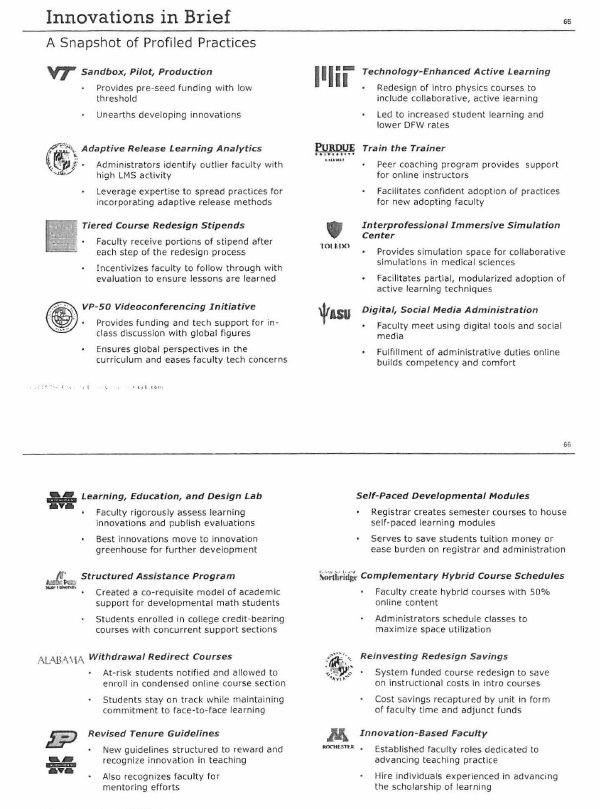 Innovations in Brief
65
A Snapshot of Profiled Practices
VT
Sandbox, Pilot, Production
• Provides pre-seed funding with low
threshold
• Unearths developing innovations
Adaptive Release Learning Analytics
• Administrators identify outlier faculty with
high LMS activity
• Leverage expertise to spread practices for
incorporating adaptive release methods
Tiered Course Redesign Stipends
• Faculty receive portions of stipend after
each step of the redesign process
• Incentivizes faculty to follow through with
evaluation to ensure lessons are learned
VP-50 Videoconferencing Initiative
• Provides funding and tech support for in-
class discussion with global figures
• Ensures global perspectives in the
curriculum and eases faculty tech concerns
MIT
Technology-Enhanced Active Learning
• Redesign of intro physics courses to
include collaborative, active learning
• Led to increased student learning and
lower DFW rates
PURDUE
UNIVERSITY
Train the Trainer
• Peer coaching program provides support
for online instructors
• Facilitates confident adoption of practices
for new adopting faculty
TOLEDO
Interprofessional Immersive Simulation
Center
• Provides simulation space for collaborative
simulations in medical sciences
• Facilitates partial, modularized adoption of
active learning techniques
ASU
Digital, Social Media Administration
• Faculty meet using digital tools and social
media
• Fulfillment of administrative duties online
builds competency and comfort
66
MICHIGAN
Learning, Education, and Design Lab
• Faculty rigorously assess learning
innovations and publish evaluations
• Best innovations move to innovation
greenhouse for further development
Austin Peay
State University
Structured Assistance Program
• Created a co-requisite model of academic
support for developmental math students
• Students enrolled in college credit-bearing
courses with concurrent support sections
ALABAMA
Withdrawal Redirect Courses
• At-risk students notified and allowed to
enroll in condensed online course section
• Students stay on track while maintaining
commitment to face-to-face learning
P
MICHIGAN
Revised Tenure Guidelines
• New guidelines structured to reward and
recognize innovation in teaching
• Also recognizes faculty for
mentoring efforts
Self-Paced Developmental Modules
• Registrar creates semester courses to house
self-paced learning modules
• Serves to save students tuition money or
ease burden on registrar and administration
Northridge
Complementary Hybrid Course Schedules
• Faculty create hybrid courses with 50%
online content
• Administrators schedule classes to
maximize space utilization
Reinvesting Redesign Savings
• System funded course redesign to save
on instructional costs in intro courses
• Cost savings recaptured by unit in form
of faculty time and adjunct funds
M
ROCHESTER
Innovation-Based Faculty
• Established faculty roles dedicated to
advancing teaching practice
• Hire individuals experienced in advancing
the scholarship of learning